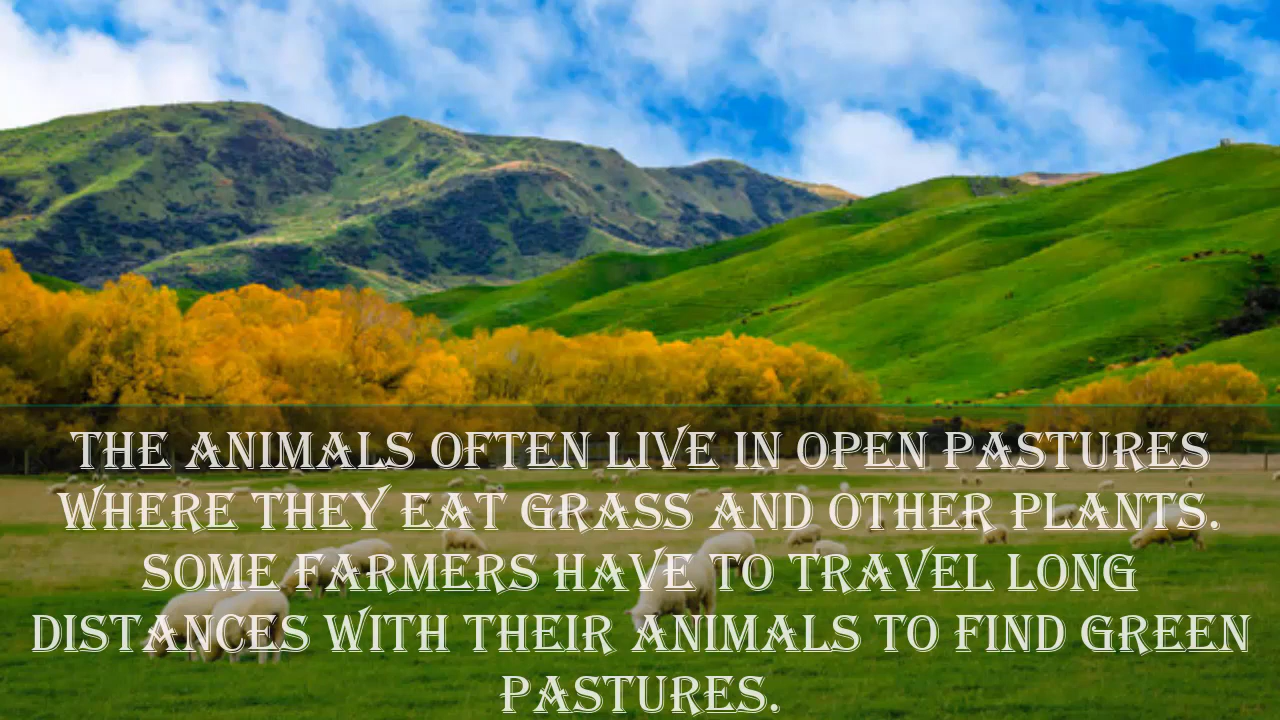 THE ANIMALS OFTEN LIVE IN OPEN PASTURES
WHERE THEY EAT GRASS AND OTHER PLANTS.
SOME FARMERS HAVE TO TRAVEL LONG
DISTANCES WITH THEIR ANIMALS TO FIND GREEN
PASTURES.